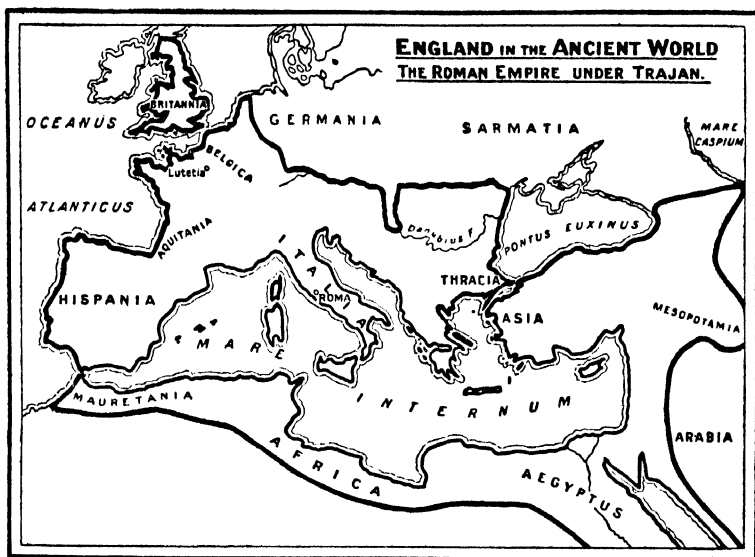 ENGLAND IN THE ANCIENT WORLD
THE ROMAN EMPIRE UNDER TRAJAN.
BRITANNIA
OCEANUS
GERMANIA
SARMATIA
MARE
CASPIUM
BELGICA
Lutetia
ATLANTICUS
AQUITANIA
Danubius F.
PONTUS EUXINUS
ITALIA
HISPANIA
ROMA
THRACIA
ASIA
MESOPOTAMIA
MARE
INTERNUM
MAURETANIA
AFRICA
ARABIA
AEGYPTUS